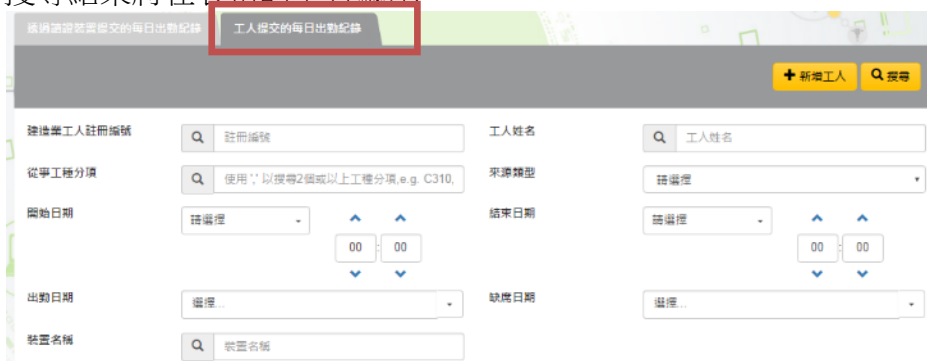 透過認證裝置提交的每日出勤紀錄 工人提交的每日出勤紀錄
新增工人 搜尋
建造業工人註冊編號 註冊編號 工人姓名 工人姓名
從事工種分項 使用 ',' 以搜尋2個或以上工種分項,e.g. C310, 來源類型 請選擇
開始日期 請選擇 00 : 00 結束日期 請選擇 00 : 00
出勤日期 選擇... 缺席日期 選擇...
裝置名稱 裝置名稱